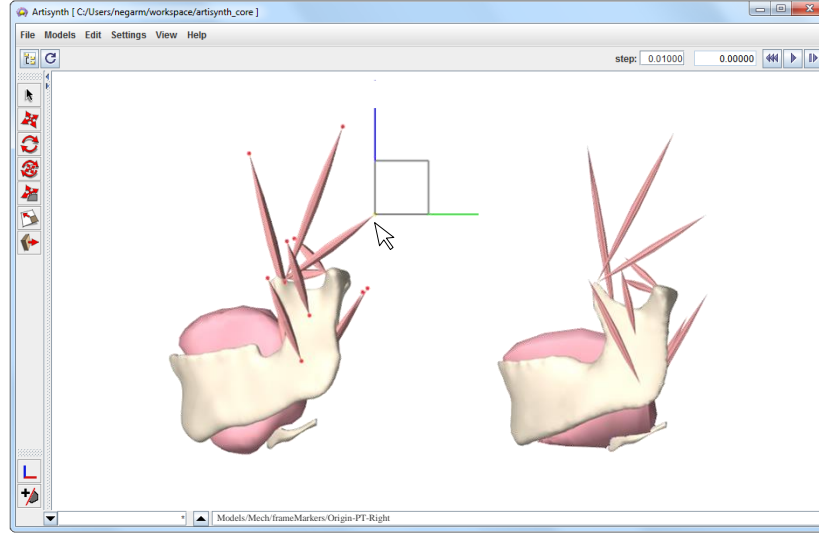 Artisynth [ C:/Users/negarm/workspace/artisynth_core ]
File Models Edit Settings View Help
step: 0.01000 0.00000
* Models/Mech/frameMarkers/Origin-PT-Right